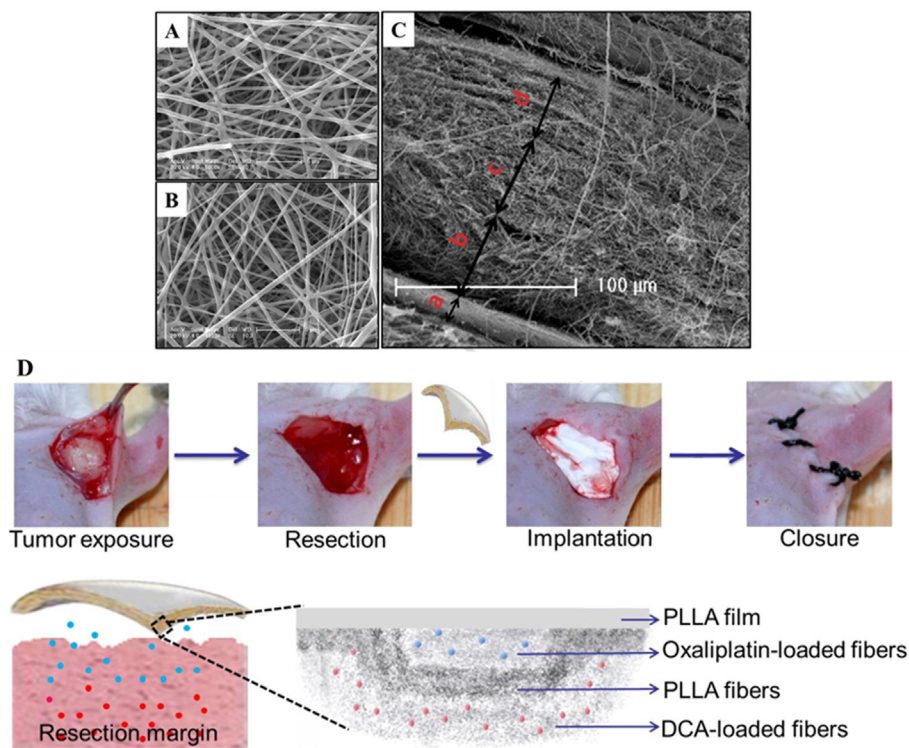 A
B
C
d
c
b
100 µm
a
D
Tumor exposure
Resection
Implantation
Closure
PLLA film
Oxaliplatin-loaded fibers
PLLA fibers
DCA-loaded fibers
Resection margin